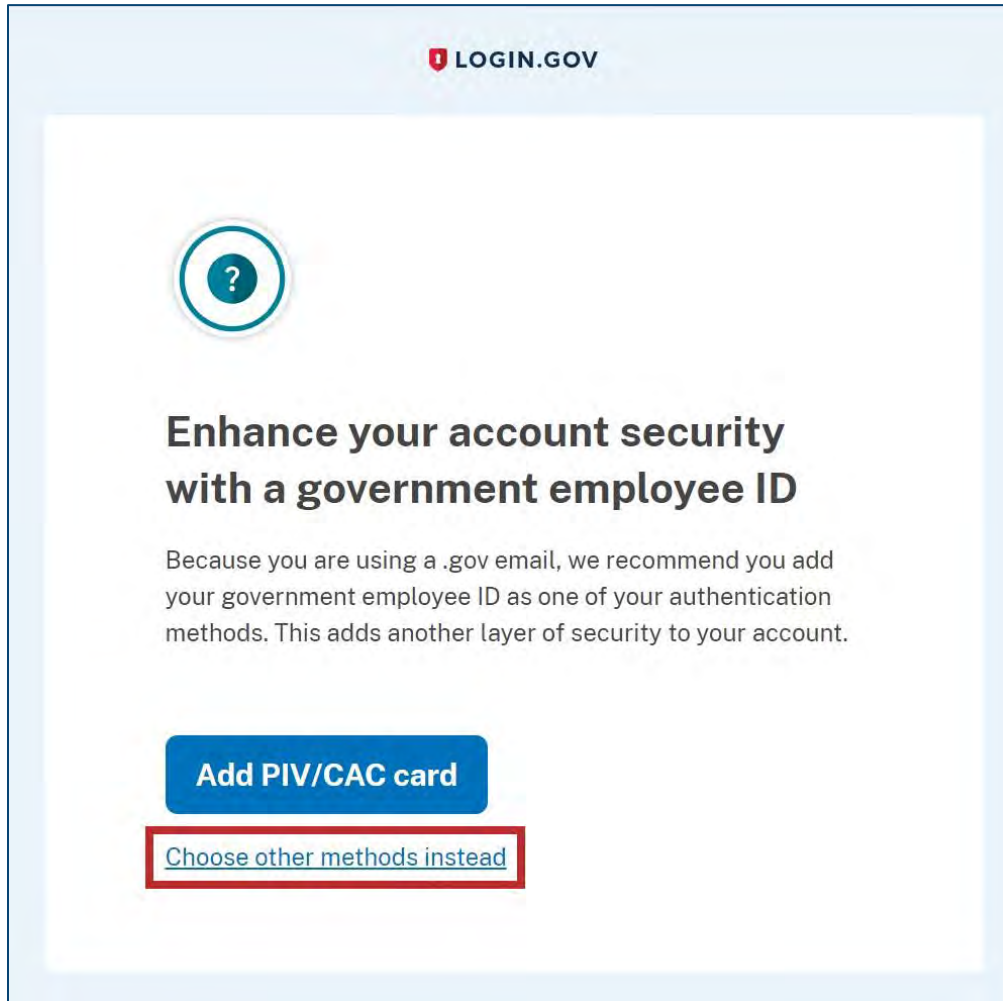 LOGIN.GOV
?
Enhance your account security
with a government employee ID
Because you are using a .gov email, we recommend you add
your government employee ID as one of your authentication
methods. This adds another layer of security to your account.
Add PIV/CAC card
Choose other methods instead